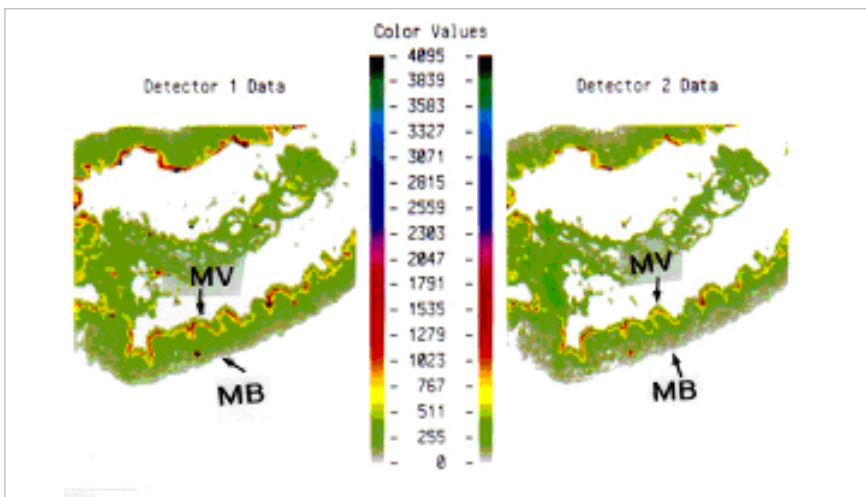 Color Values
Detector 1 Data
Detector 2 Data
- 4095 -
- 3839 -
- 3583 -
- 3327 -
- 3071 -
- 2815 -
- 2559 -
- 2303 -
- 2047 -
- 1791 -
- 1535 -
- 1279 -
- 1023 -
- 767 -
- 511 -
- 255 -
- 0 -
MV
MB
MV
MB